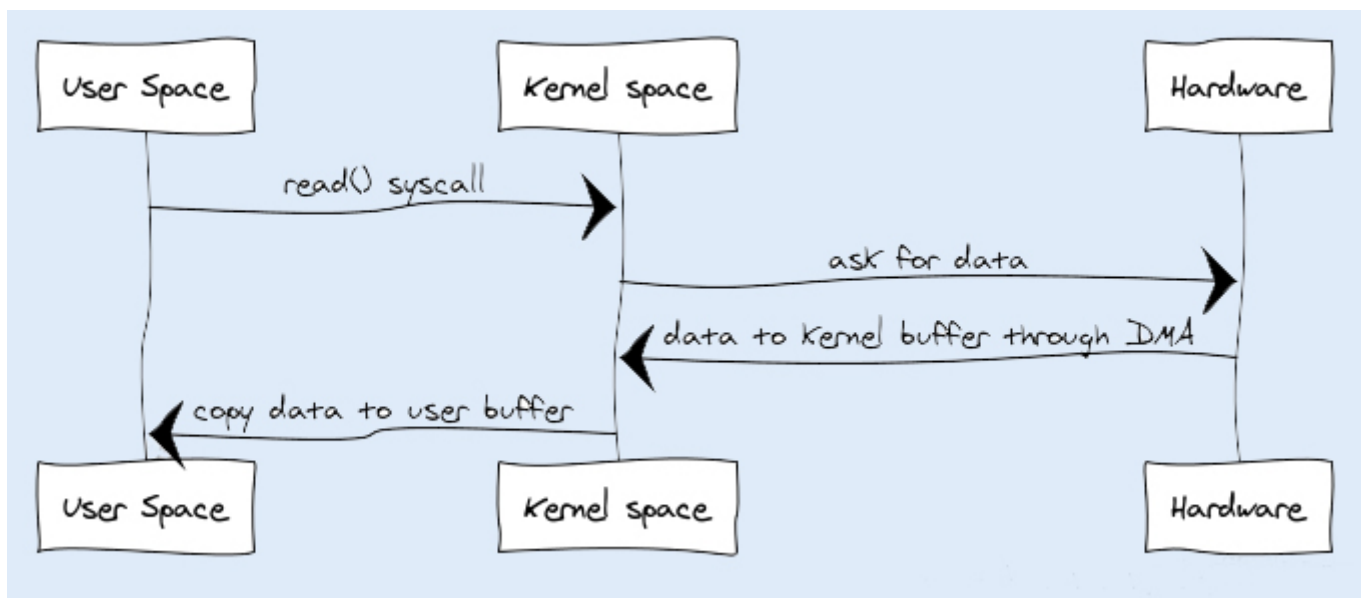 User Space
Kernel space
Hardware
read() syscall
ask for data
data to kernel buffer through DMA
copy data to user buffer
User Space
Kernel space
Hardware